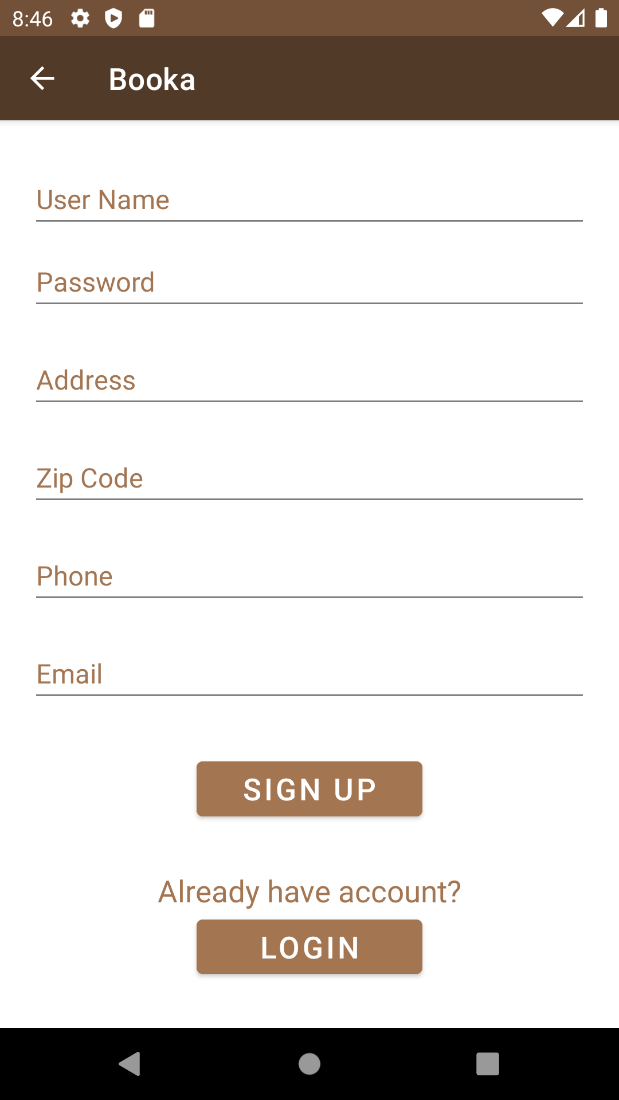 8:46
Booka
User Name
Password
Address
Zip Code
Phone
Email
SIGN UP
Already have account?
LOGIN